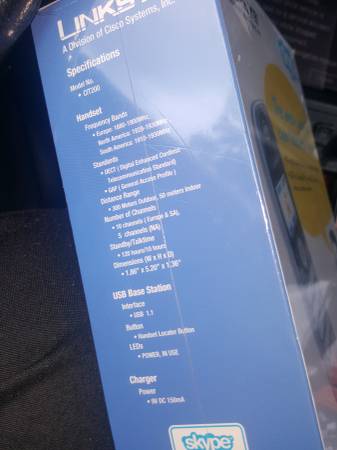 LINKSYS
A Division of Cisco Systems, Inc.
Specifications
Model No.
• CIT200
Handset
Frequency Bands
• Europe: 1880-1900MHz
North America: 1920-1930MHz
South America: 1910-1930MHz
Standards
• DECT ( Digital Enhanced Cordless
Telecommunication Standard)
• GAP ( General Access Profile )
Distance Range
• 300 Meters Outdoor, 50 meters Indoor
Number of Channels
• 10 channels ( Europe & SA),
5 channels (NA)
Standby/Talktime
• 120 hours/10 hours
Dimensions (W x H x D)
• 1.86" x 5.20" x 1.30"
USB Base Station
Interface
• USB 1.1
Button
• Handset Locator Button
LEDs
• POWER, IN USE
Charger
Power
• 9V DC 150mA
skype